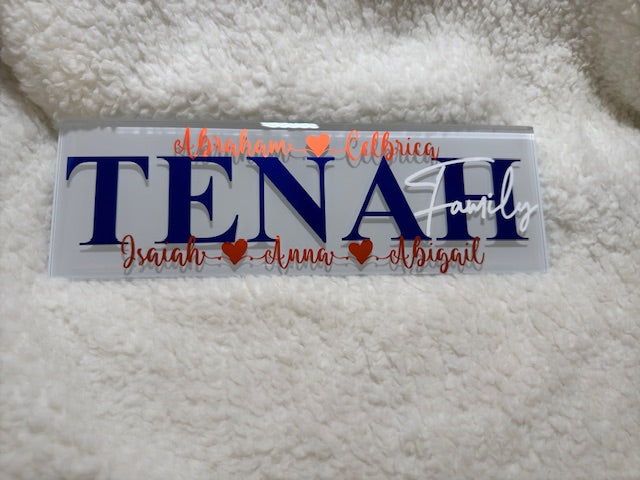 Abraham Celbrica
TENAH
Family
Isaiah Anna Abigail